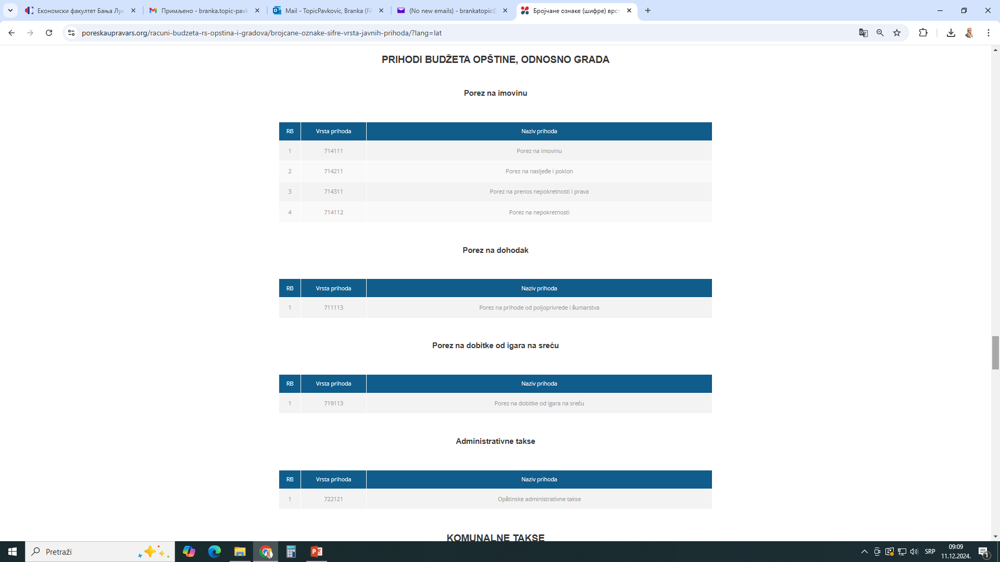 Економски факултет Бања Лук
Примљено - branka.topic-pavk
Mail - TopicPavkovic, Branka (FA
(No new emails) - brankatopic@
Бројчане ознаке (шифре) врст
poreskaupravars.org/racuni-budzeta-rs-opstina-i-gradova/brojcane-oznake-sifre-vrsta-javnih-prihoda/?lang=lat
PRIHODI BUDŽETA OPŠTINE, ODNOSNO GRADA
Porez na imovinu
RB Vrsta prihoda Naziv prihoda
1 714111 Porez na imovinu
2 714211 Porez na nasljeđe i poklon
3 714311 Porez na prenos nepokretnosti i prava
4 714112 Porez na nepokretnosti
Porez na dohodak
RB Vrsta prihoda Naziv prihoda
1 711113 Porez na prihode od poljoprivrede i šumarstva
Porez na dobitke od igara na sreću
RB Vrsta prihoda Naziv prihoda
1 719113 Porez na dobitke od igara na sreću
Administrativne takse
RB Vrsta prihoda Naziv prihoda
1 722121 Opštinske administrativne takse
KOMUNALNE TAKSE
Pretraži
SRP
09:09
11.12.2024.
1